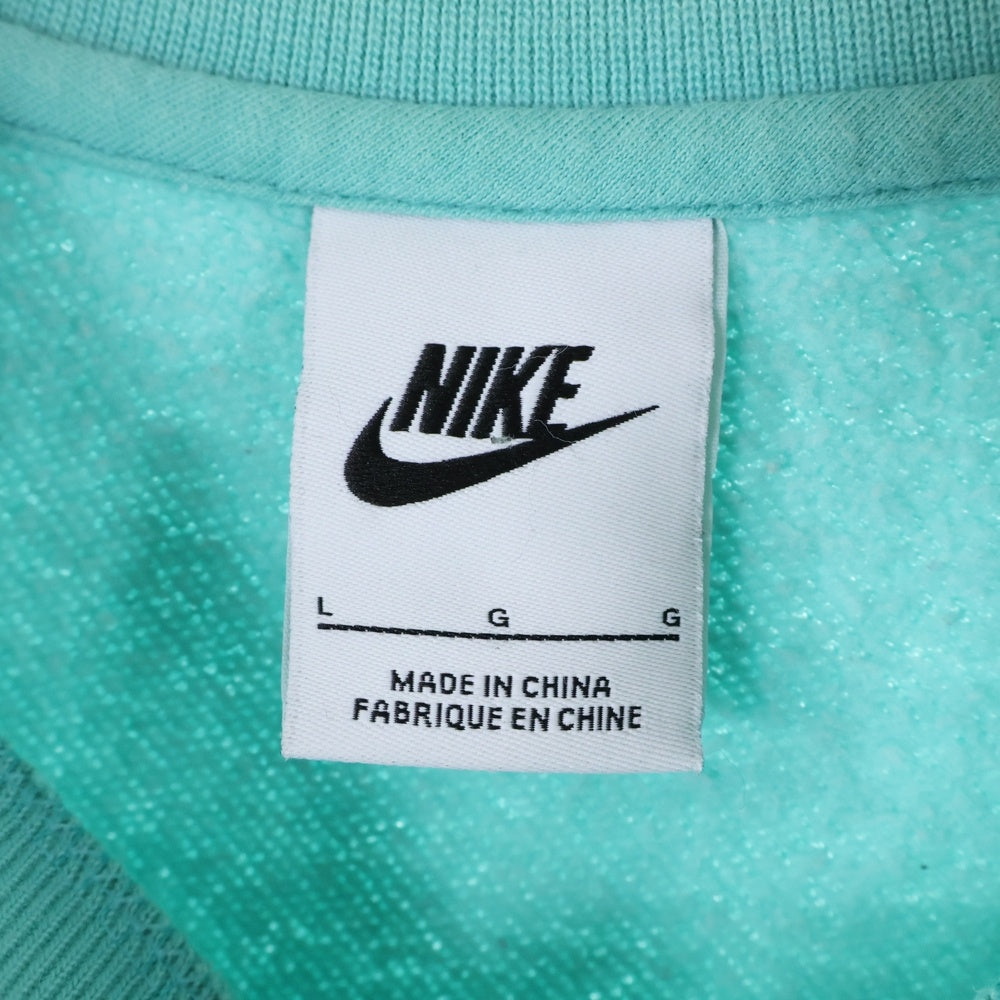 NIKE
L G G
MADE IN CHINA
FABRIQUE EN CHINE